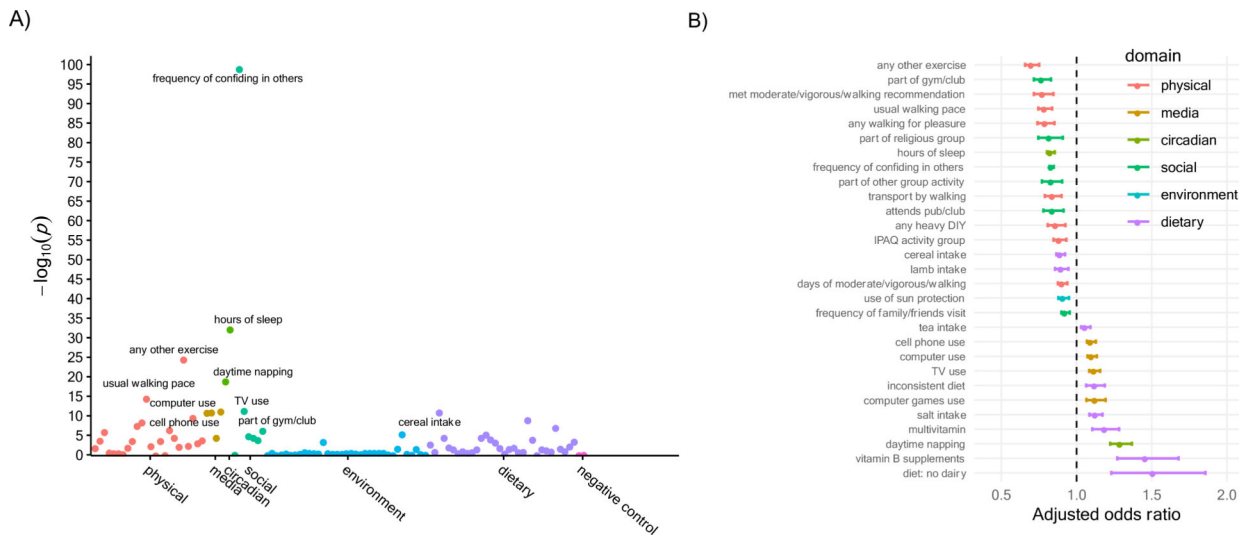 A)
100
95
90
85
80
75
70
65
60
55
50
45
40
35
30
25
20
15
10
5
0
−log10(p)
frequency of confiding in others
hours of sleep
any other exercise
daytime napping
usual walking pace
computer use
TV use
cell phone use
part of gym/club
cereal intake
physical
media
circadian
social
environment
dietary
negative control
B)
any other exercise
part of gym/club
met moderate/vigorous/walking recommendation
usual walking pace
any walking for pleasure
part of religious group
hours of sleep
frequency of confiding in others
part of other group activity
transport by walking
attends pub/club
any heavy DIY
IPAQ activity group
cereal intake
lamb intake
days of moderate/vigorous/walking
use of sun protection
frequency of family/friends visit
tea intake
cell phone use
computer use
TV use
inconsistent diet
computer games use
salt intake
multivitamin
daytime napping
vitamin B supplements
diet: no dairy
0.5
1.0
1.5
2.0
Adjusted odds ratio
domain
physical
media
circadian
social
environment
dietary